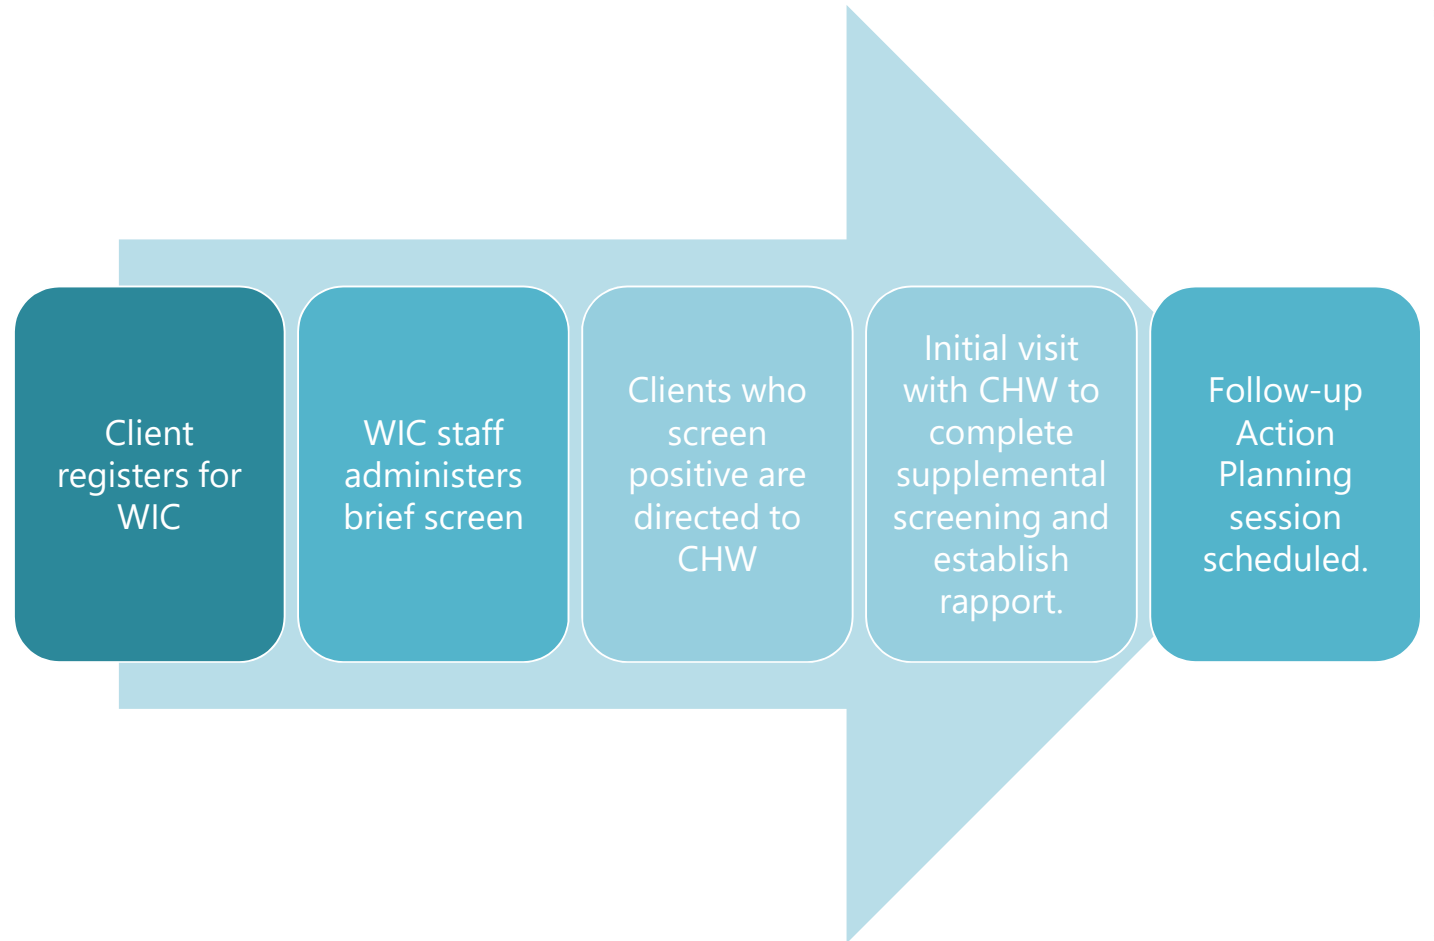 Client
registers for
WIC
WIC staff
administers
brief screen
Clients who
screen
positive are
directed to
CHW
Initial visit
with CHW to
complete
supplemental
screening and
establish
rapport.
Follow-up
Action
Planning
session
scheduled.